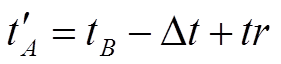 t′_A = t_B − Δt + tr